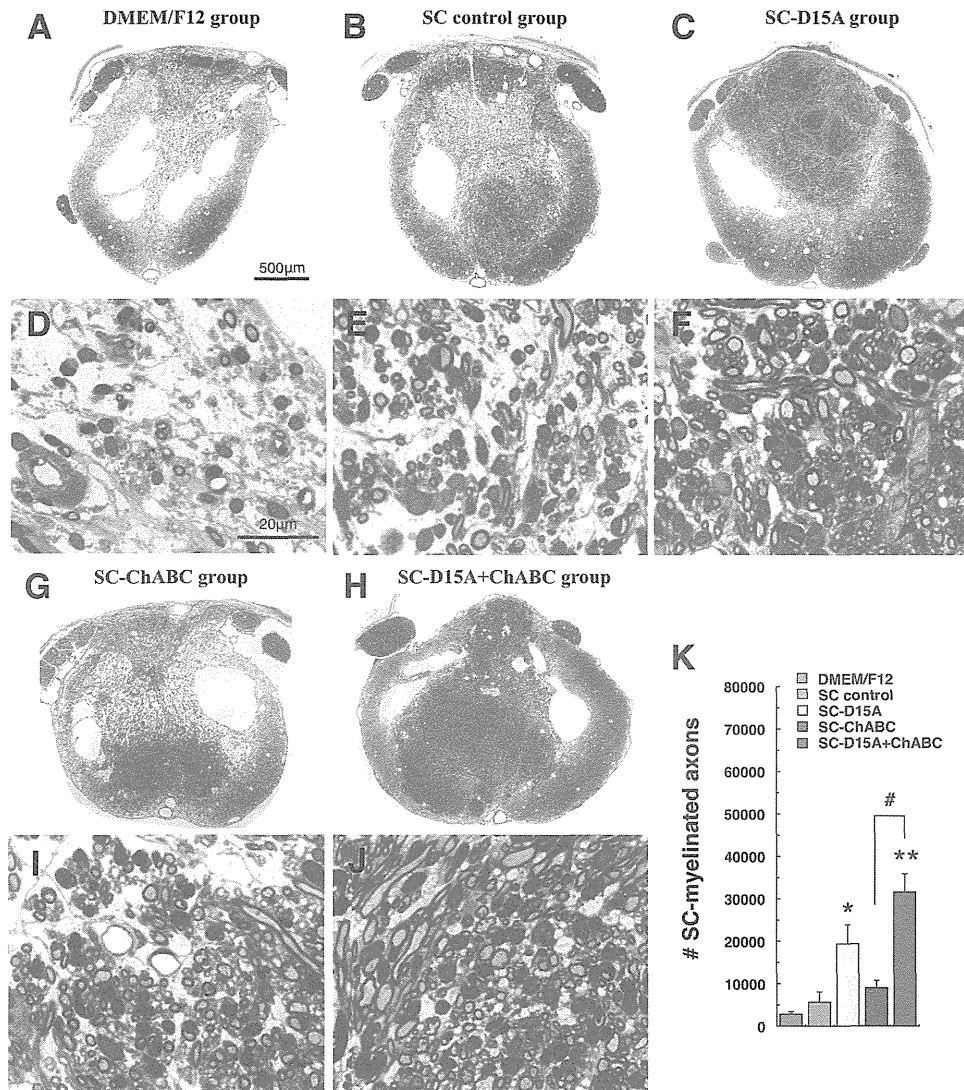 A
DMEM/F12 group
B
SC control group
C
SC-D15A group
500μm
D
20μm
E
F
G
SC-ChABC group
H
SC-D15A+ChABC group
I
J
K
DMEM/F12
SC control
SC-D15A
SC-ChABC
SC-D15A+ChABC
# SC-myelinated axons
80000
70000
60000
50000
40000
30000
20000
10000
0
*
#
**